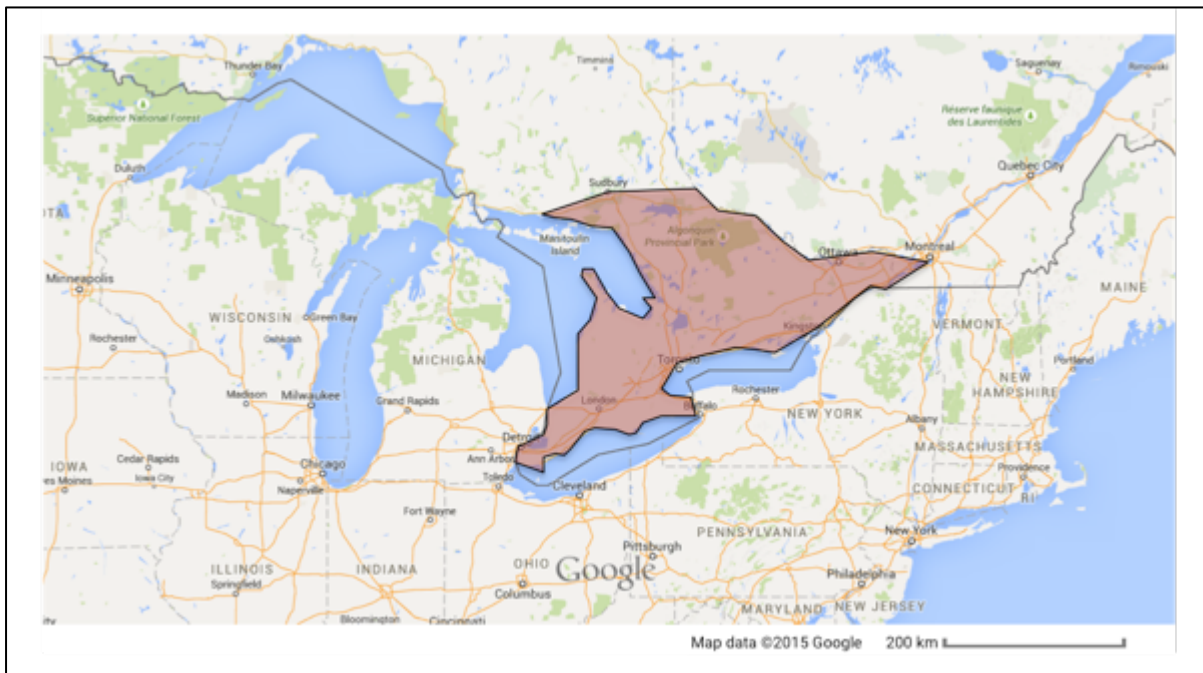 Thunder Bay
Timmins
Saguenay
Rimouski
Superior National Forest
Réserve faunique
des Laurentides
Duluth
Quebec City
Sudbury
OTA
Manitoulin
Island
Algonquin
Provincial Park
Ottawa
Montreal
Minneapolis
MAINE
WISCONSIN
Green Bay
Oshkosh
Rochester
MICHIGAN
Kingston
VERMONT
Toronto
Portland
Madison
Milwaukee
Grand Rapids
London
Buffalo
Rochester
NEW YORK
NEW
HAMPSHIRE
Albany
Detroit
MASSACHUSETTS
Cedar Rapids
Iowa City
IOWA
es Moines
Chicago
Naperville
Ann Arbor
Toledo
Cleveland
Providence
CONNECTICUT
RI
Fort Wayne
PENNSYLVANIA
New York
Pittsburgh
ILLINOIS
Springfield
INDIANA
OHIO
Google
Columbus
Philadelphia
MARYLAND
NEW JERSEY
ity
Bloomington
Cincinnati
Map data ©2015 Google 200 km